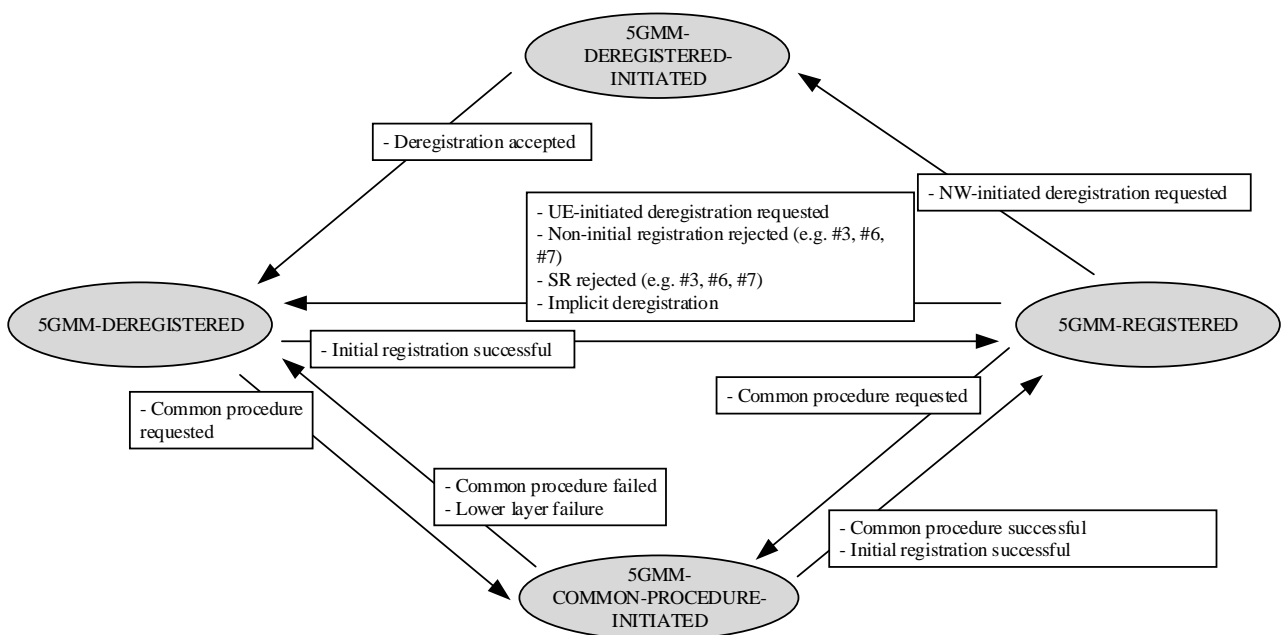 5GMM-
DEREGISTERED-
INITIATED
- Deregistration accepted
- NW-initiated deregistration requested
- UE-initiated deregistration requested
- Non-initial registration rejected (e.g. #3, #6,
#7)
- SR rejected (e.g. #3, #6, #7)
- Implicit deregistration
5GMM-DEREGISTERED
5GMM-REGISTERED
- Initial registration successful
- Common procedure
requested
- Common procedure requested
- Common procedure failed
- Lower layer failure
- Common procedure successful
- Initial registration successful
5GMM-
COMMON-PROCEDURE-
INITIATED